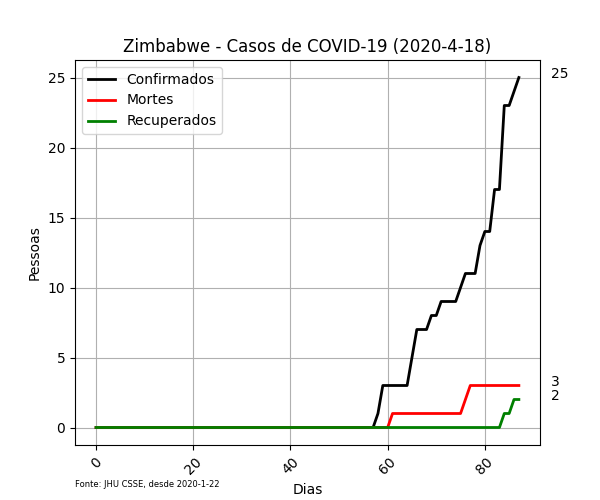 Zimbabwe - Casos de COVID-19 (2020-4-18)
Confirmados
Mortes
Recuperados
25
20
15
10
5
0
Pessoas
25
3
2
0
20
40
60
80
Dias
Fonte: JHU CSSE, desde 2020-1-22